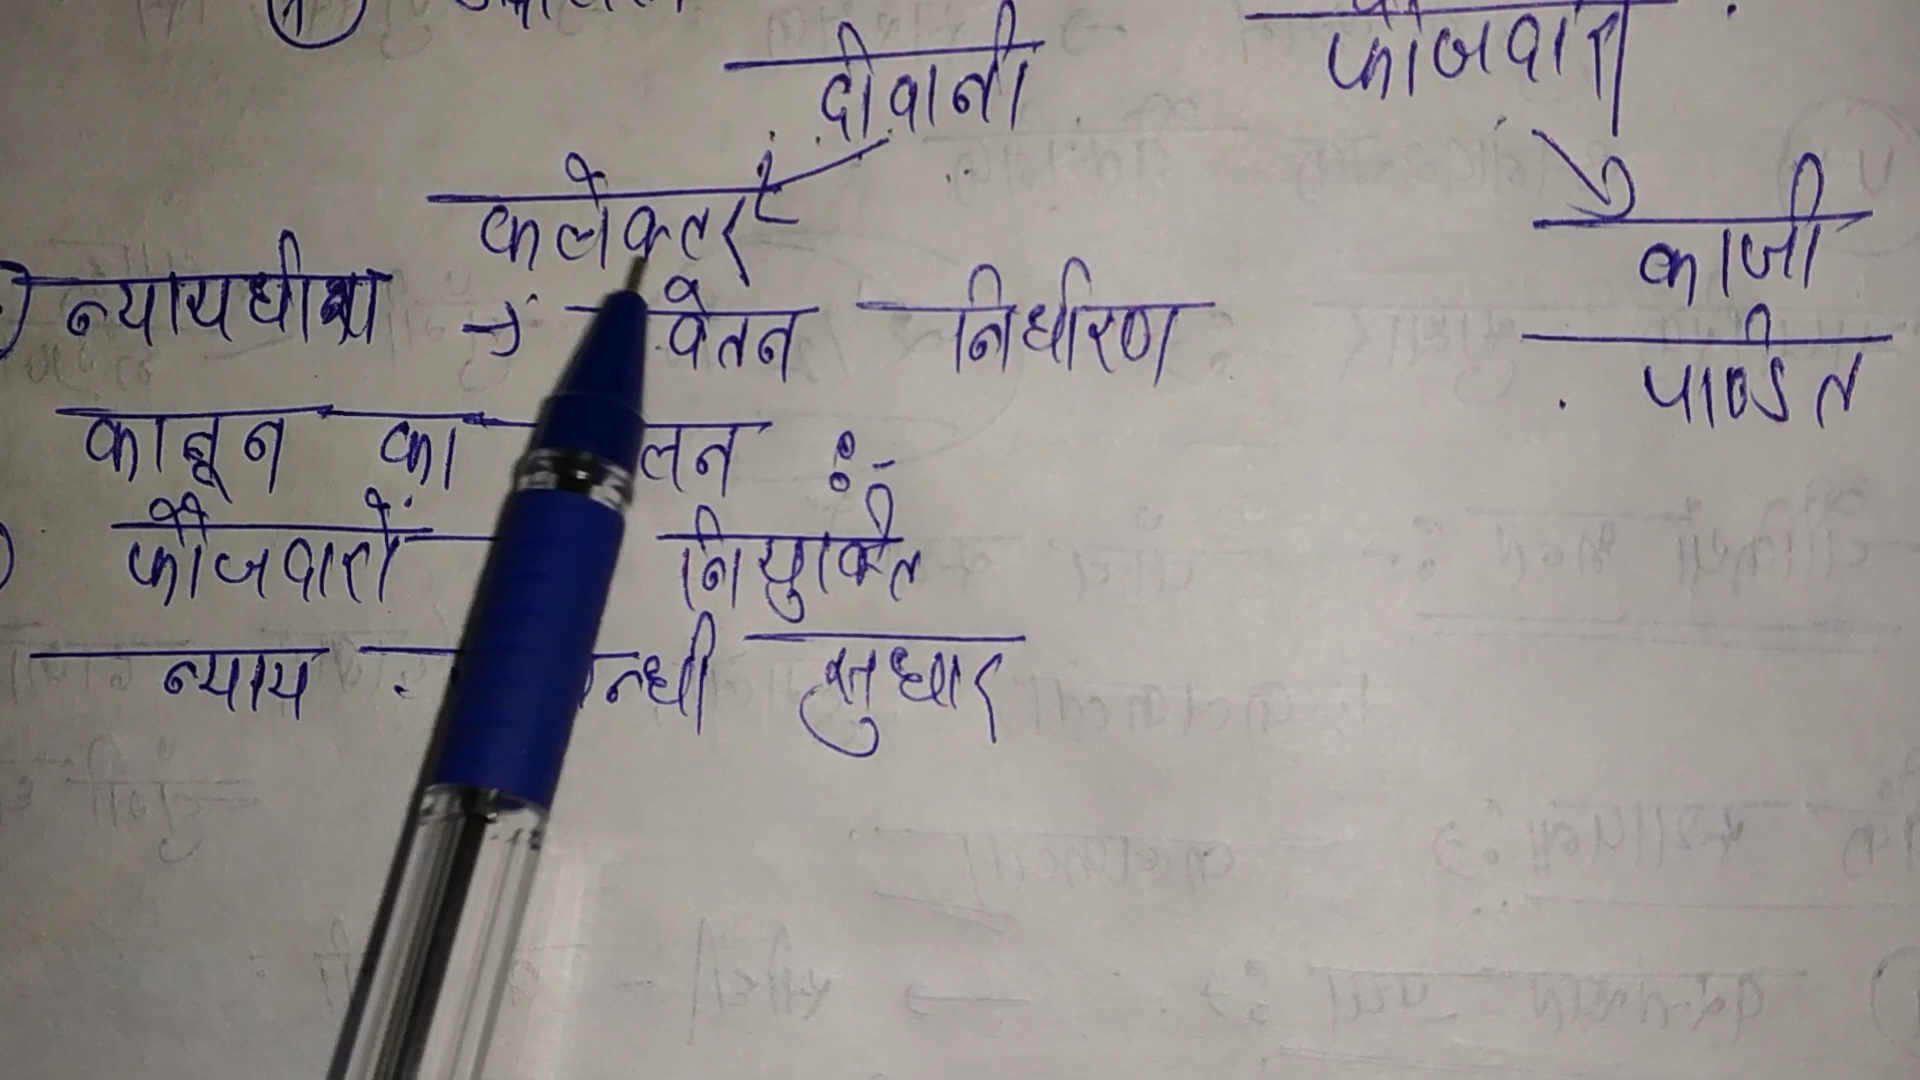 दीवानी फौजदारी
कलेक्टर काजी
न्यायधीश → वेतन निर्धारण पण्डित
कानून का लन :-
फौजदारों नियुक्ति
न्याय न्धी सुधार